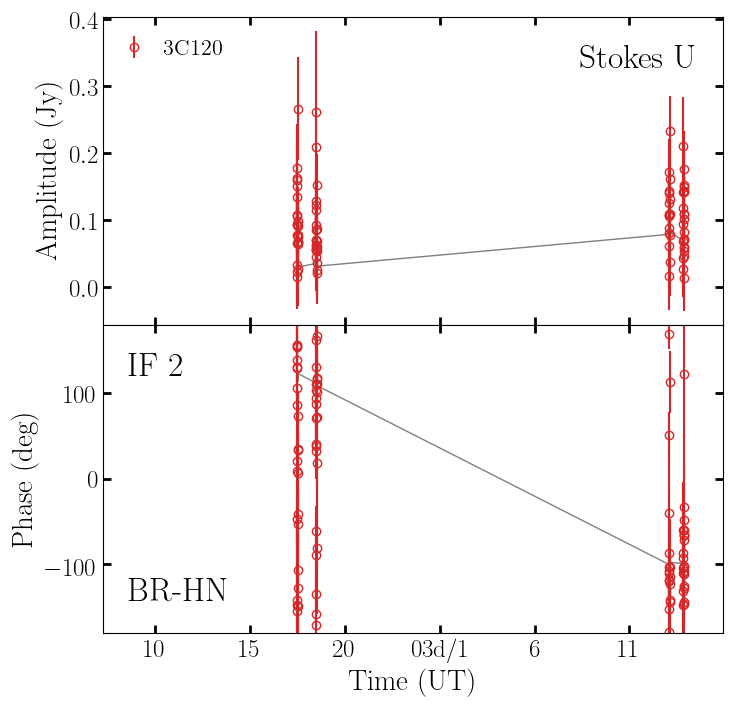 0.4
3C120
Stokes U
0.3
0.2
0.1
0.0
Amplitude (Jy)
IF 2
100
0
−100
Phase (deg)
BR-HN
10 15 20 03d/1 6 11
Time (UT)